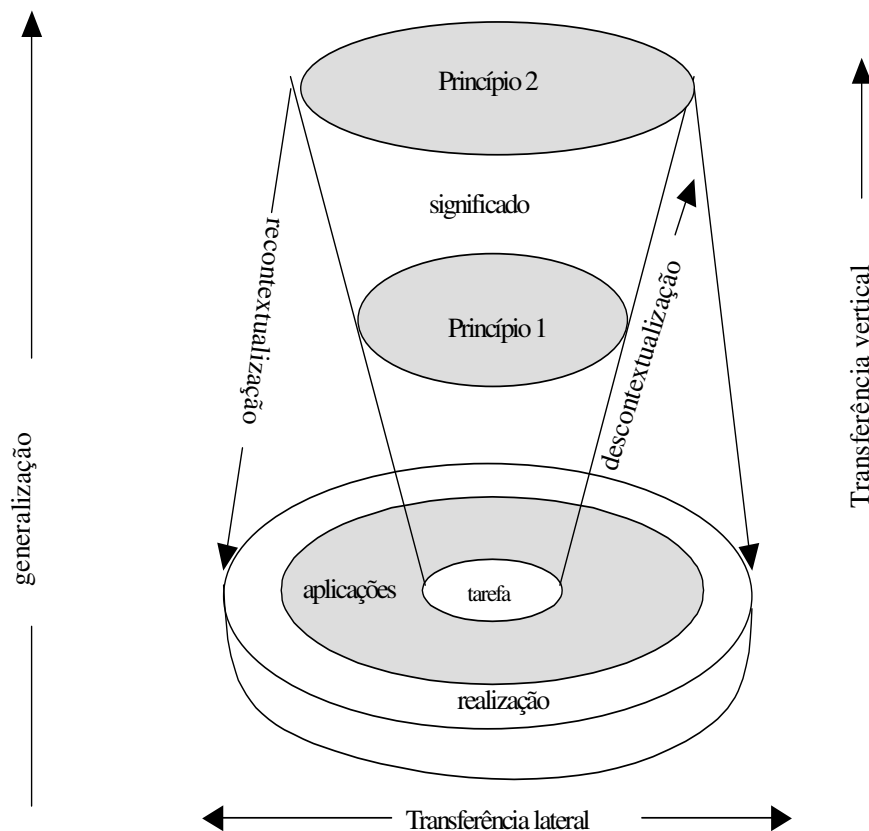 Princípio 2
significado
recontextualização
descontextualização
Princípio 1
generalização
Transferência vertical
aplicações
tarefa
realização
Transferência lateral